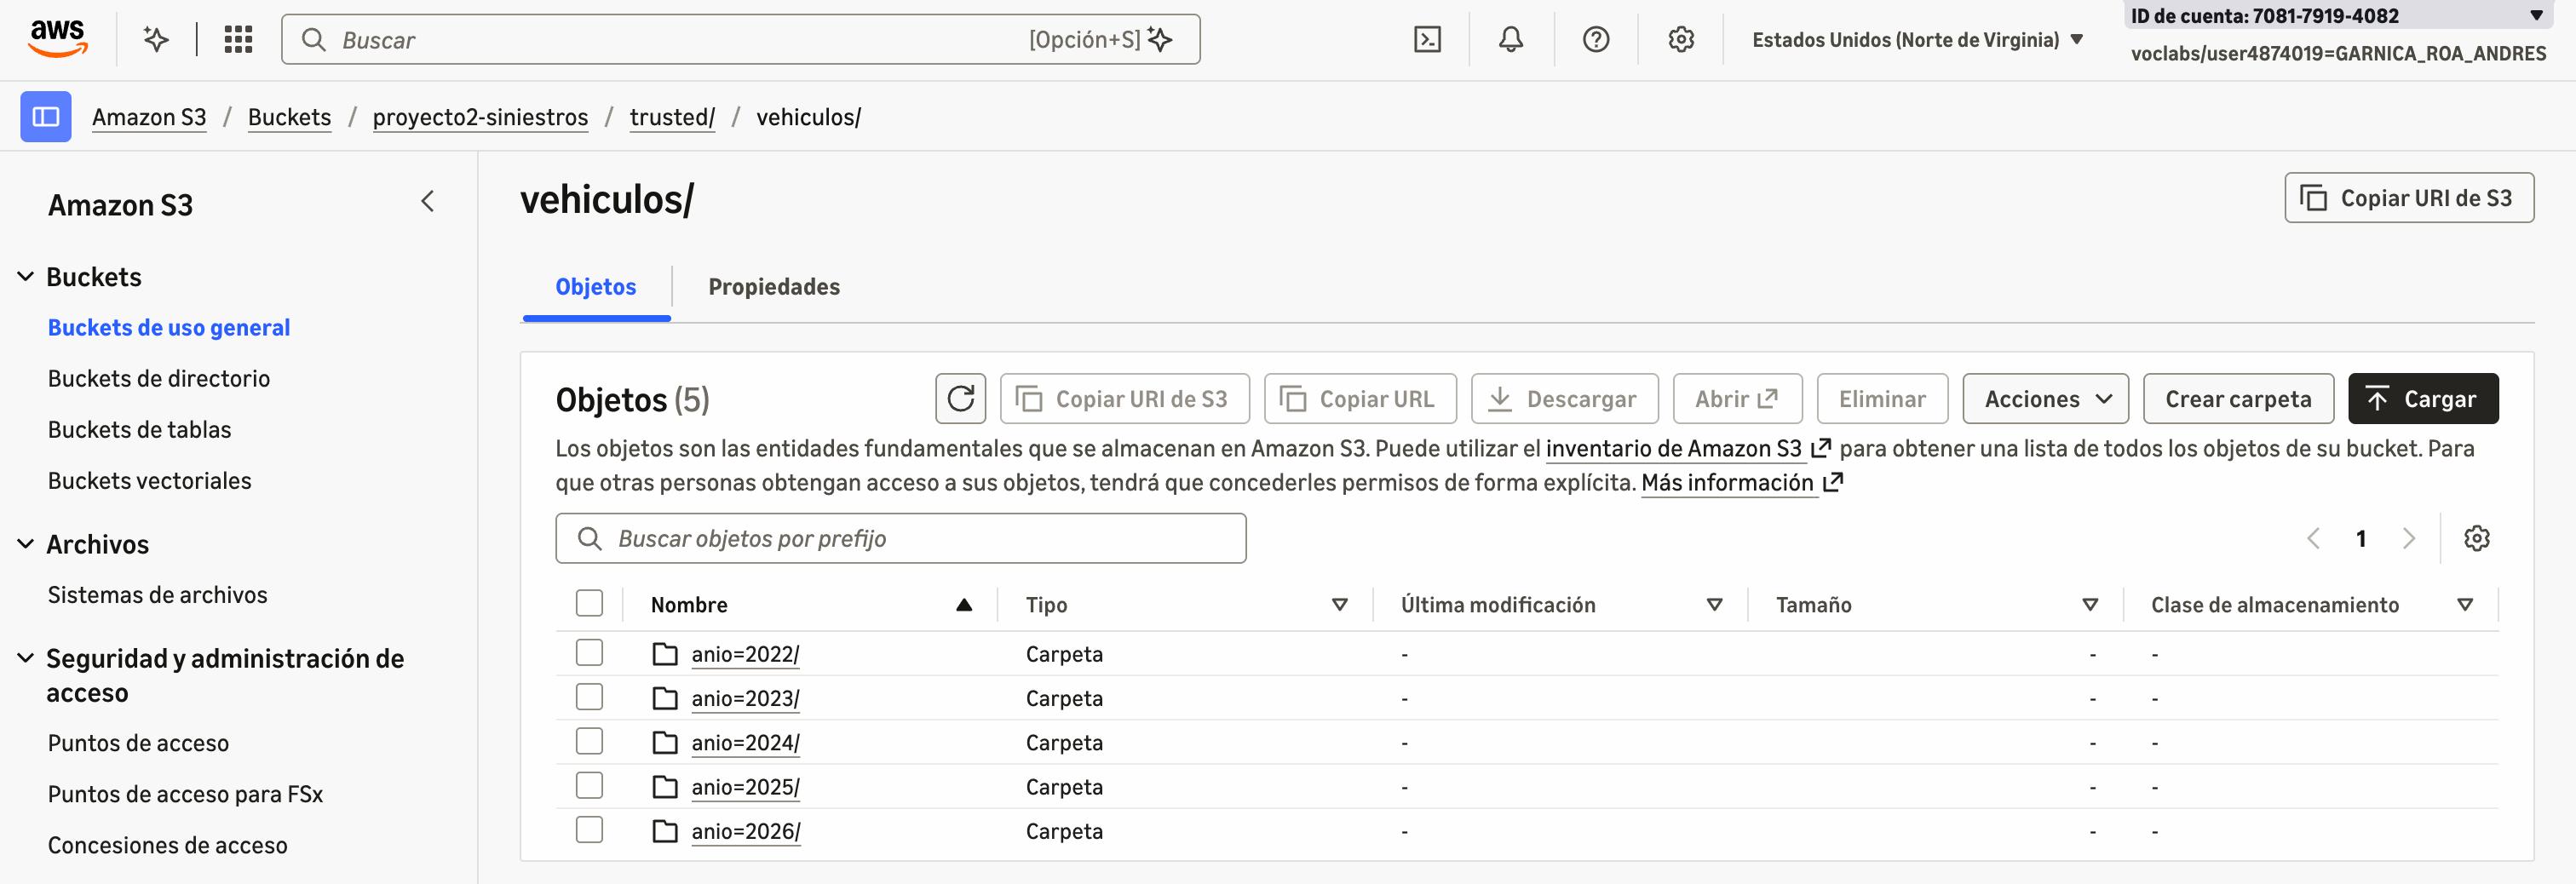 aws
Buscar
[Opción+S]
Estados Unidos (Norte de Virginia)
ID de cuenta: 7081-7919-4082
voclabs/user4874019=GARNICA_ROA_ANDRES
Amazon S3 / Buckets / proyecto2-siniestros / trusted/ / vehiculos/
Amazon S3
Buckets
Buckets de uso general
Buckets de directorio
Buckets de tablas
Buckets vectoriales
Archivos
Sistemas de archivos
Seguridad y administración de
acceso
Puntos de acceso
Puntos de acceso para FSx
Concesiones de acceso
vehiculos/
Copiar URI de S3
Objetos
Propiedades
Objetos (5)
Copiar URI de S3
Copiar URL
Descargar
Abrir
Eliminar
Acciones
Crear carpeta
Cargar
Los objetos son las entidades fundamentales que se almacenan en Amazon S3. Puede utilizar el inventario de Amazon S3 para obtener una lista de todos los objetos de su bucket. Para
que otras personas obtengan acceso a sus objetos, tendrá que concederles permisos de forma explícita. Más información
Buscar objetos por prefijo
1
Nombre Tipo Última modificación Tamaño Clase de almacenamiento
anio=2022/ Carpeta - - -
anio=2023/ Carpeta - - -
anio=2024/ Carpeta - - -
anio=2025/ Carpeta - - -
anio=2026/ Carpeta - - -